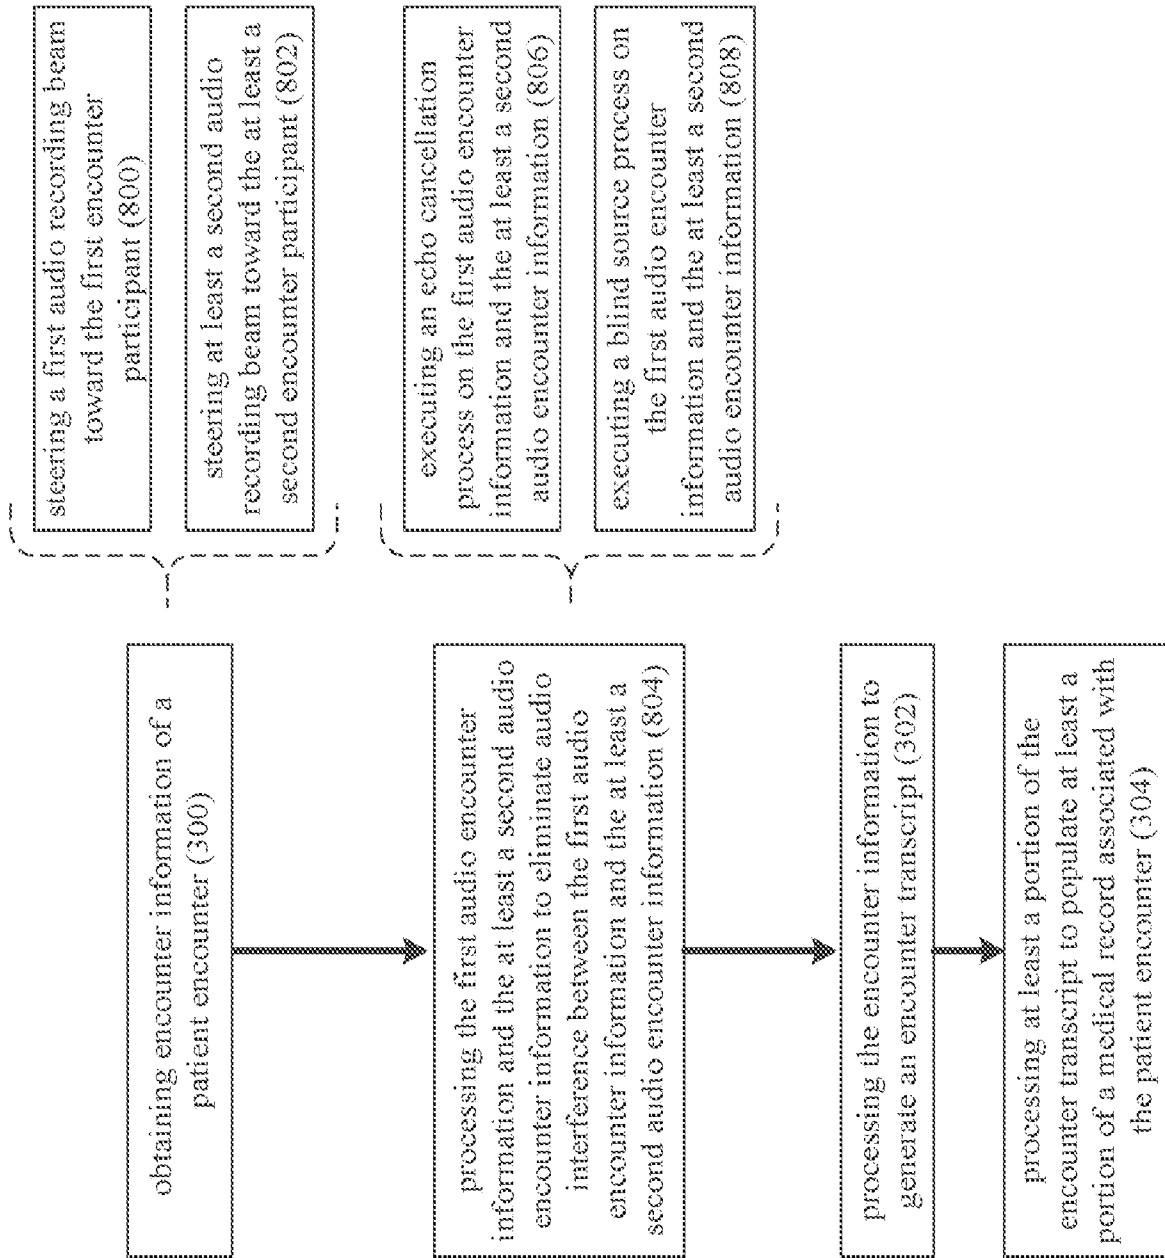 obtaining encounter information of a
patient encounter (300)
steering a first audio recording beam
toward the first encounter
participant (800)
steering at least a second audio
recording beam toward the at least a
second encounter participant (802)
processing the first audio encounter
information and the at least a second audio
encounter information to eliminate audio
interference between the first audio
encounter information and the at least a
second audio encounter information (804)
executing an echo cancellation
process on the first audio encounter
information and the at least a second
audio encounter information (806)
executing a blind source process on
the first audio encounter
information and the at least a second
audio encounter information (808)
processing the encounter information to
generate an encounter transcript (302)
processing at least a portion of the
encounter transcript to populate at least a
portion of a medical record associated with
the patient encounter (304)